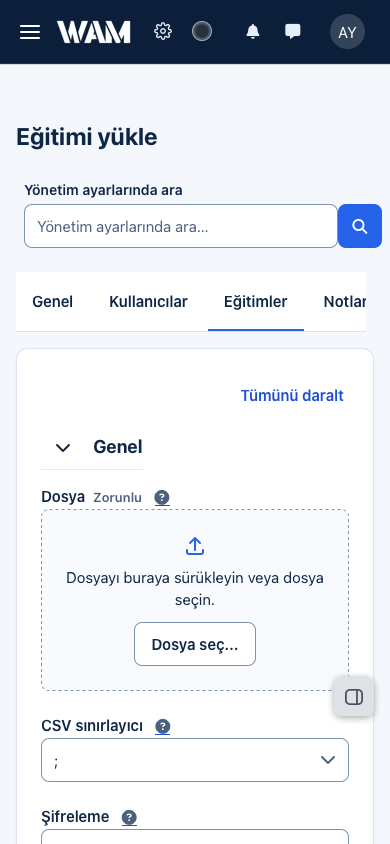 WAM
AY
Eğitimi yükle
Yönetim ayarlarında ara
Yönetim ayarlarında ara...
Genel
Kullanıcılar
Eğitimler
Notlar
Tümünü daralt
Genel
Dosya Zorunlu ?
Dosyayı buraya sürükleyin veya dosya
seçin.
Dosya seç...
CSV sınırlayıcı ?
;
Şifreleme ?